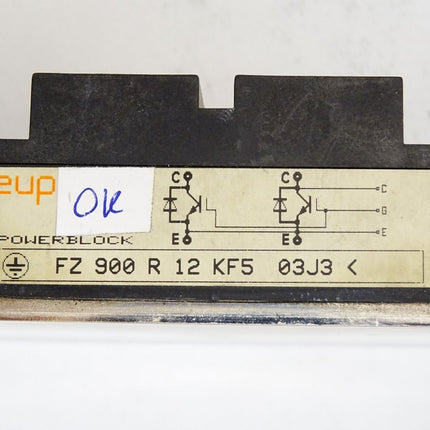 eup
OK
C C C
G
E E E
POWERBLOCK
FZ 900 R 12 KF5 03J3 <